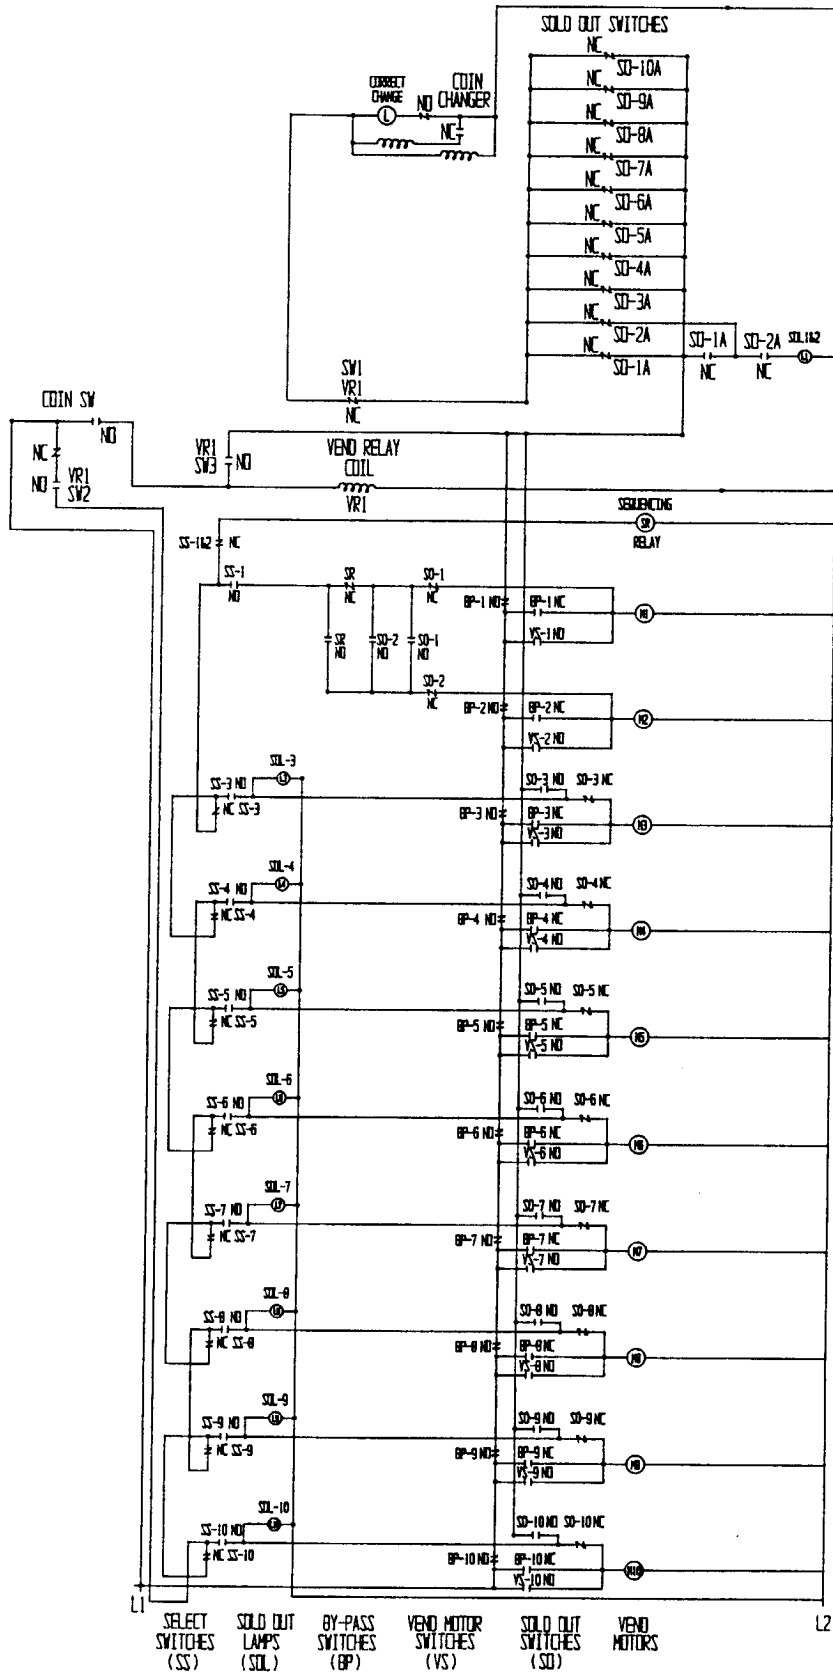 SOLD OUT SWITCHES
NC
SO-10A
NC
SO-9A
NC
SO-8A
NC
SO-7A
NC
SO-6A
NC
SO-5A
NC
SO-4A
NC
SO-3A
NC
SO-2A
NC
SO-1A
CORRECT
CHANGE
L
NO
COIN
CHANGER
NC
SO-1A
NC
SO-2A
NC
SOL1&2
SW1
VR1
NC
COIN SW
NO
NC
NO
VR1
SW2
VR1
SW3
NO
VEND RELAY
COIL
VR1
SEQUENCING
SR
RELAY
SS-1&2 NC
SS-1
NO
SR
NC
SO-1
NC
SR
NO
SO-2
NO
SO-1
NO
BP-1 NO
BP-1 NC
VS-1 NO
M1
SO-2
NC
BP-2 NO
BP-2 NC
VS-2 NO
M2
SOL-3
L3
SS-3 NO
NC SS-3
SO-3 NO
SO-3 NC
BP-3 NO
BP-3 NC
VS-3 NO
M3
SOL-4
L4
SS-4 NO
NC SS-4
SO-4 NO
SO-4 NC
BP-4 NO
BP-4 NC
VS-4 NO
M4
SOL-5
L5
SS-5 NO
NC SS-5
SO-5 NO
SO-5 NC
BP-5 NO
BP-5 NC
VS-5 NO
M5
SOL-6
SS-6 NO
NC SS-6
SO-6 NO
SO-6 NC
BP-6 NO
BP-6 NC
VS-6 NO
M6
SOL-7
L7
SS-7 NO
NC SS-7
SO-7 NO
SO-7 NC
BP-7 NO
BP-7 NC
VS-7 NO
M7
SOL-8
SS-8 NO
NC SS-8
SO-8 NO
SO-8 NC
BP-8 NO
BP-8 NC
VS-8 NO
M8
SOL-9
SS-9 NO
NC SS-9
SO-9 NO
SO-9 NC
BP-9 NO
BP-9 NC
VS-9 NO
SOL-10
SS-10 NO
NC SS-10
SO-10 NO
SO-10 NC
BP-10 NO
BP-10 NC
VS-10 NO
M10
L1
L2
SELECT
SWITCHES
(SS)
SOLD OUT
LAMPS
(SOL)
BY-PASS
SWITCHES
(BP)
VEND MOTOR
SWITCHES
(VS)
SOLD OUT
SWITCHES
(SO)
VEND
MOTORS